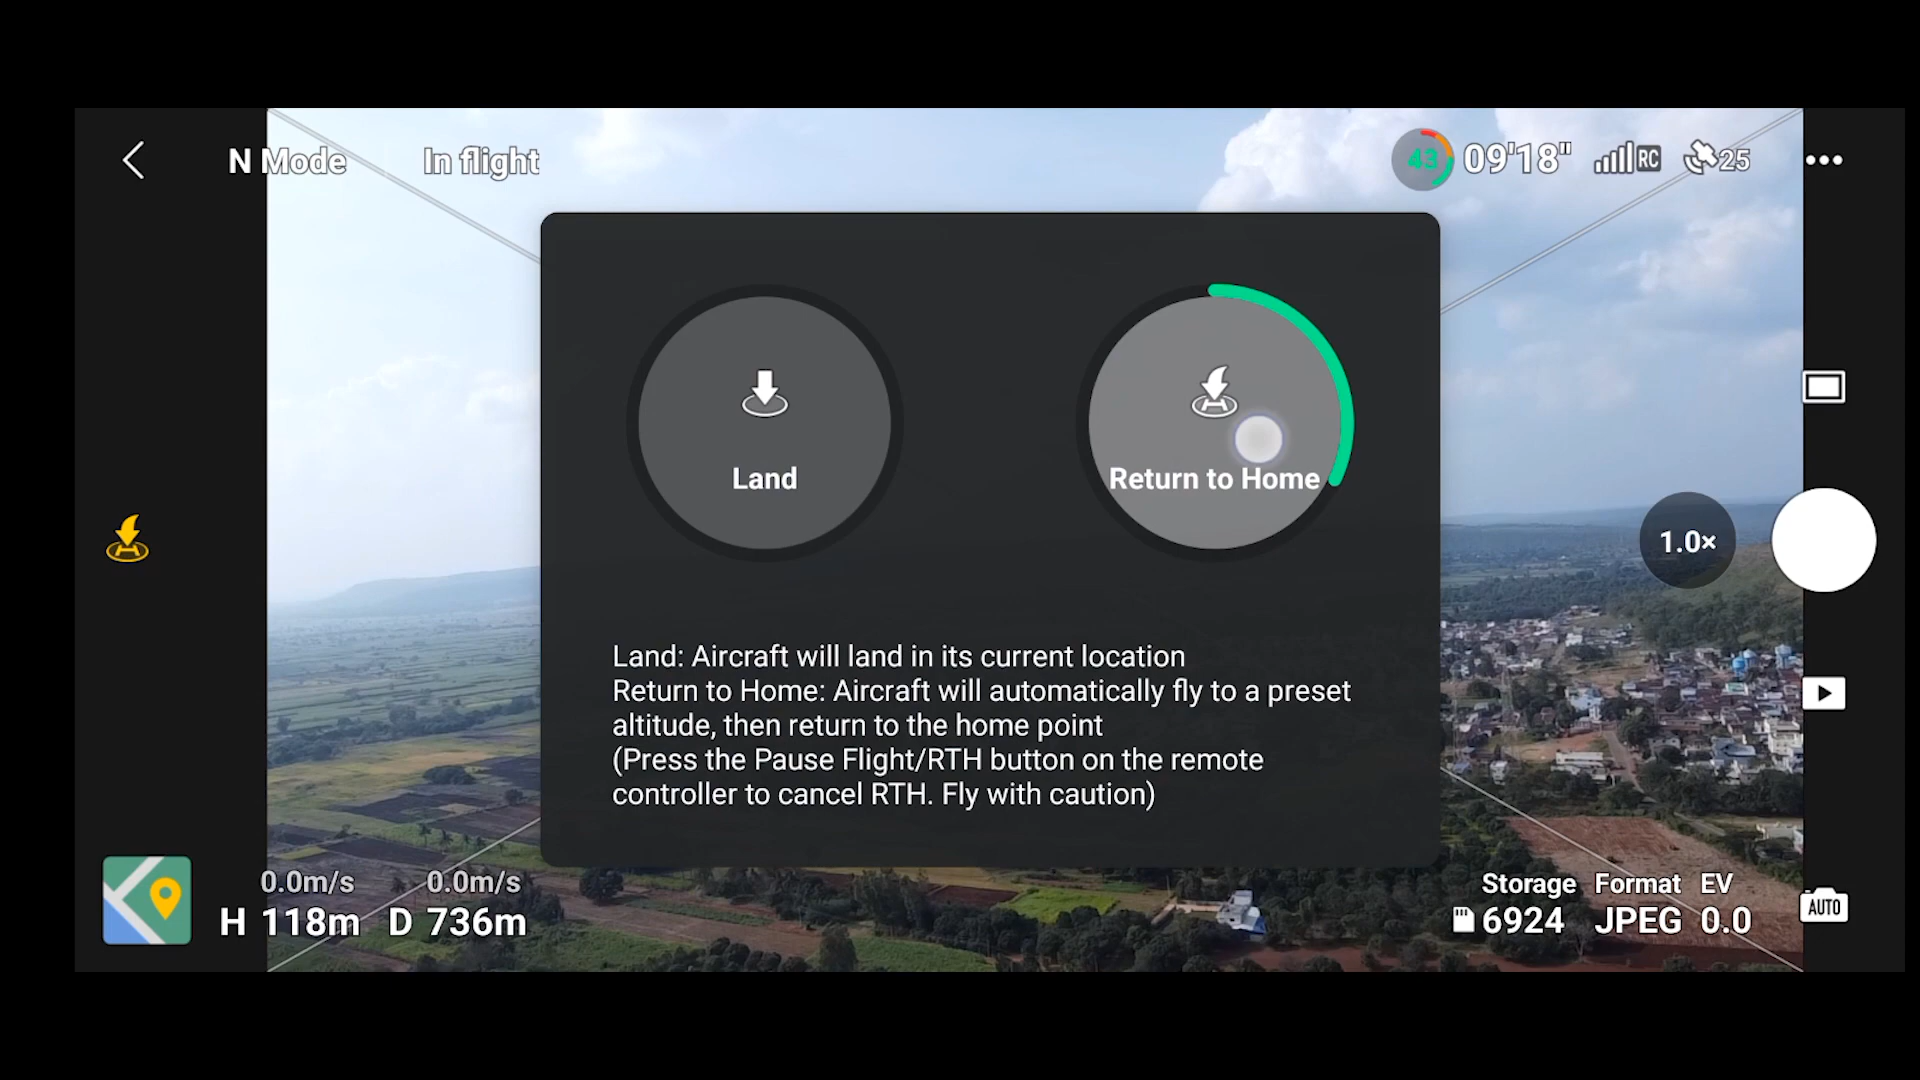 N Mode In flight 43 09'18" RC 25
Land
Return to Home
1.0×
Land: Aircraft will land in its current location
Return to Home: Aircraft will automatically fly to a preset
altitude, then return to the home point
(Press the Pause Flight/RTH button on the remote
controller to cancel RTH. Fly with caution)
0.0m/s 0.0m/s
H 118m D 736m
Storage Format EV
6924 JPEG 0.0
AUTO